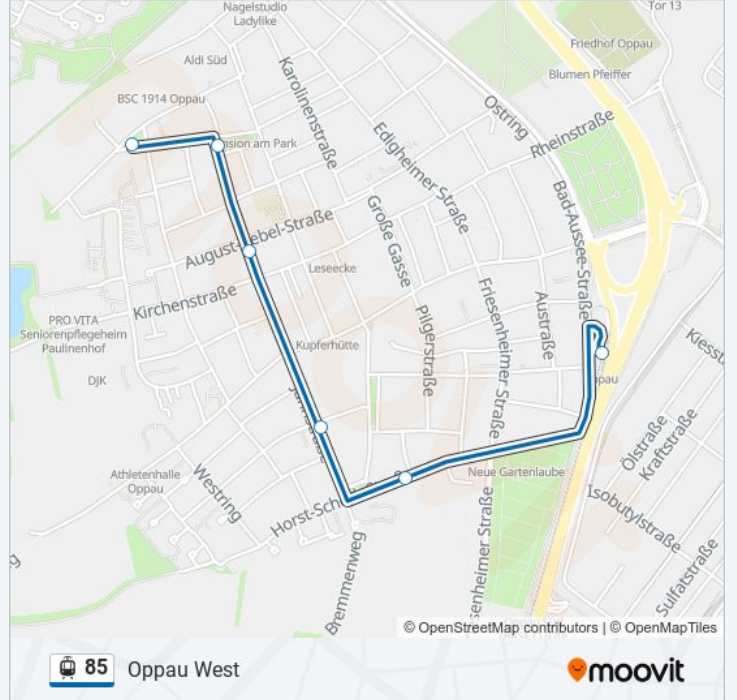 Tor 13
Nagelstudio
Ladylike
Friedhof Oppau
Aldi Süd
Blumen Pfeiffer
BSC 1914 Oppau
Karolinenstraße
Ostring
Rheinstraße
Edigheimer Straße
am Park
Bad-Aussee-Straße
Große Gasse
August-Bebel-Straße
Leseecke
Kirchenstraße
Friesenheimer Straße
Austraße
Pilgerstraße
PRO VITA
Seniorenpflegeheim
Paulinenhof
Kupferhütte
DJK
Ölstraße
Kraftstraße
Athletenhalle
Oppau
Westring
Neue Gartenlaube
Isobutylstraße
Bremmenweg
Sulfatstraße
© OpenStreetMap contributors | © OpenMapTiles
85 Oppau West
moovit